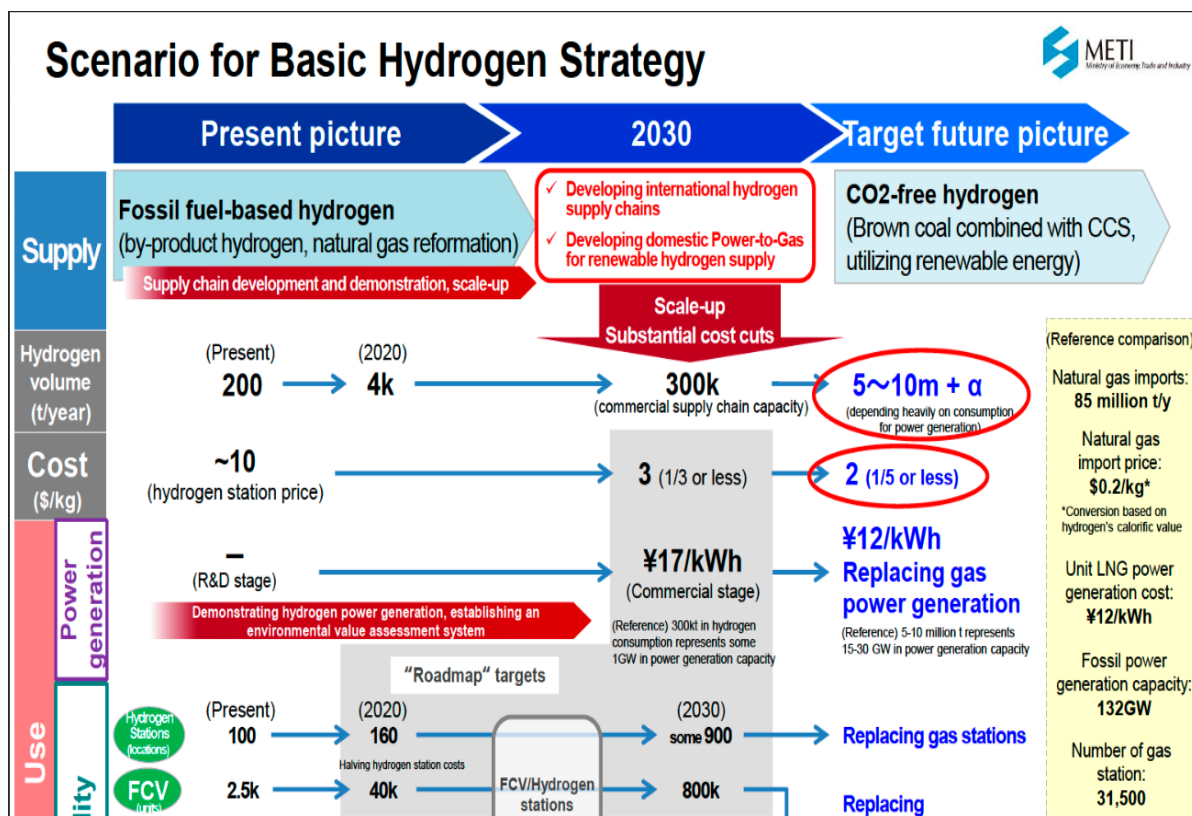 Scenario for Basic Hydrogen Strategy
METI
Ministry of Economy, Trade and Industry
Present picture
2030
Target future picture
Supply
Fossil fuel-based hydrogen
(by-product hydrogen, natural gas reformation)
Supply chain development and demonstration, scale-up
✓ Developing international hydrogen
supply chains
✓ Developing domestic Power-to-Gas
for renewable hydrogen supply
CO2-free hydrogen
(Brown coal combined with CCS,
utilizing renewable energy)
Scale-up
Substantial cost cuts
Hydrogen
volume
(t/year)
(Present)
200
(2020)
4k
300k
(commercial supply chain capacity)
5～10m + α
(depending heavily on consumption
for power generation)
Cost
($/kg)
~10
(hydrogen station price)
3 (1/3 or less)
2 (1/5 or less)
Use
Power
generation
–
(R&D stage)
Demonstrating hydrogen power generation, establishing an
environmental value assessment system
¥17/kWh
(Commercial stage)
(Reference) 300kt in hydrogen
consumption represents some
1GW in power generation capacity
¥12/kWh
Replacing gas
power generation
(Reference) 5-10 million t represents
15-30 GW in power generation capacity
"Roadmap" targets
lity
Hydrogen
Stations
(locations)
(Present)
100
(2020)
160
Halving hydrogen station costs
(2030)
some 900
Replacing gas stations
FCV
(units)
2.5k
40k
FCV/Hydrogen
stations
800k
Replacing
(Reference comparison)
Natural gas imports:
85 million t/y
Natural gas
import price:
$0.2/kg*
*Conversion based on
hydrogen's calorific value
Unit LNG power
generation cost:
¥12/kWh
Fossil power
generation capacity:
132GW
Number of gas
station:
31,500